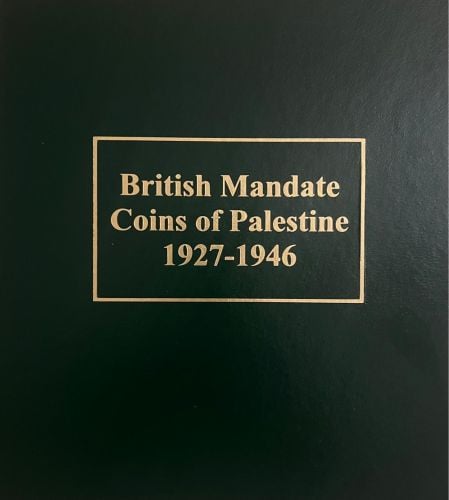 British Mandate
Coins of Palestine
1927-1946